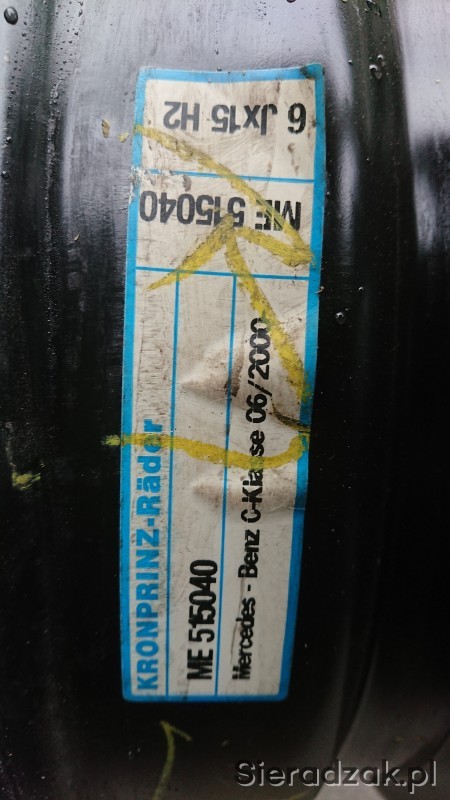 KRONPRINZ-Räder
ME 515040
Mercedes - Benz C-Klasse 06/2000
ME 515040
6 Jx15 H2
Sieradzak.pl